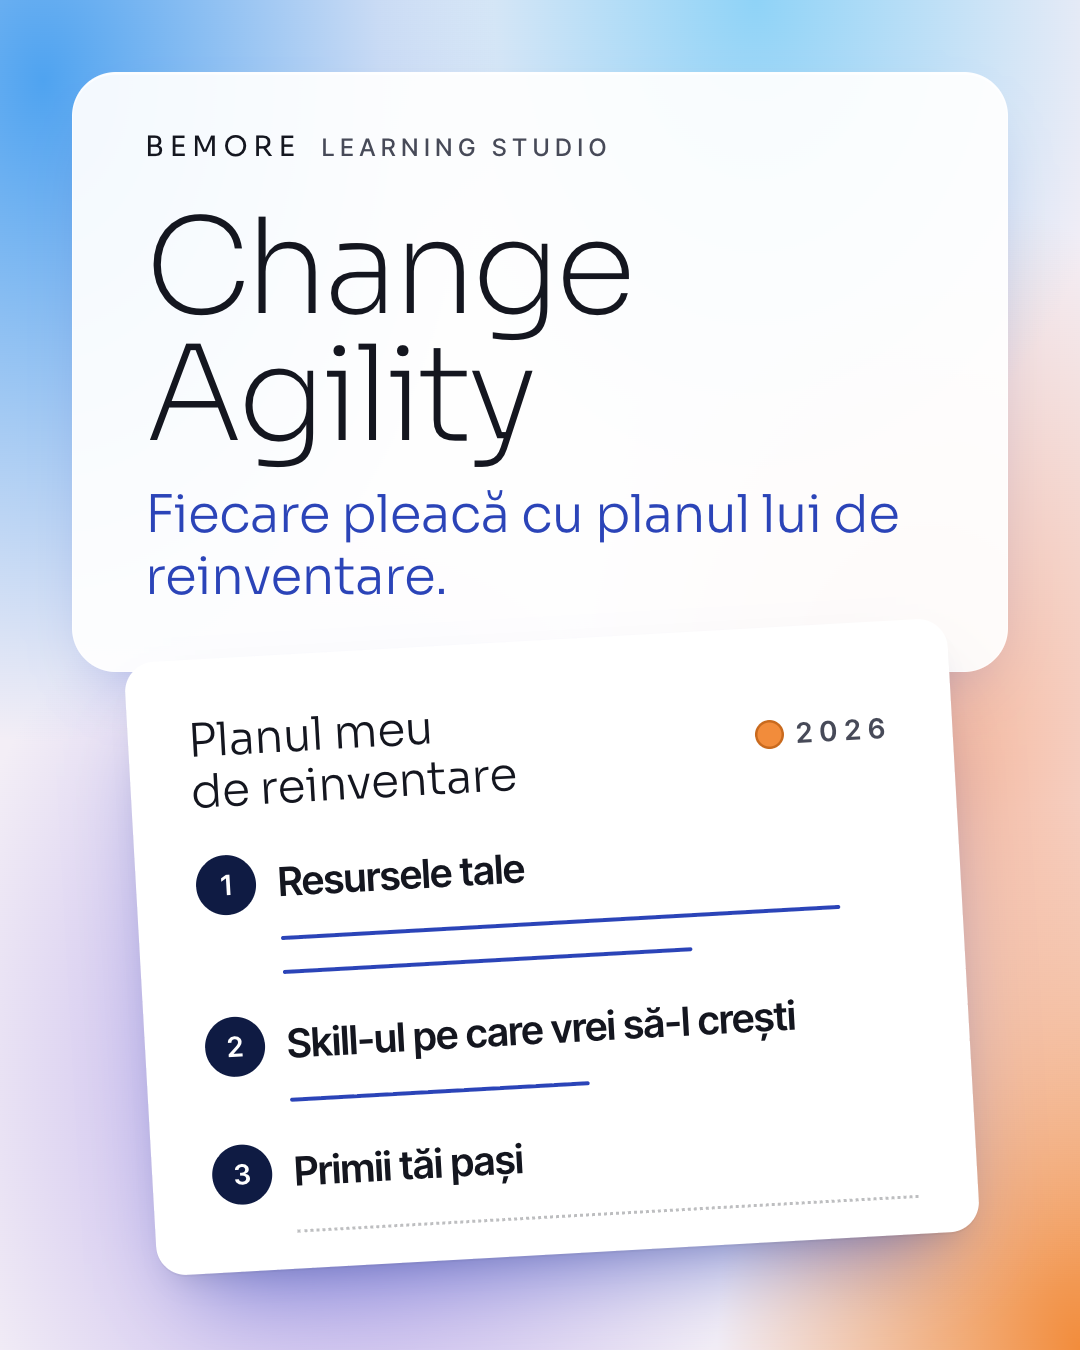 BEMORE LEARNING STUDIO
Change
Agility
Fiecare pleacă cu planul lui de
reinventare.
Planul meu
de reinventare
2026
1 Resursele tale
2 Skill-ul pe care vrei să-l crești
3 Primii tăi pași